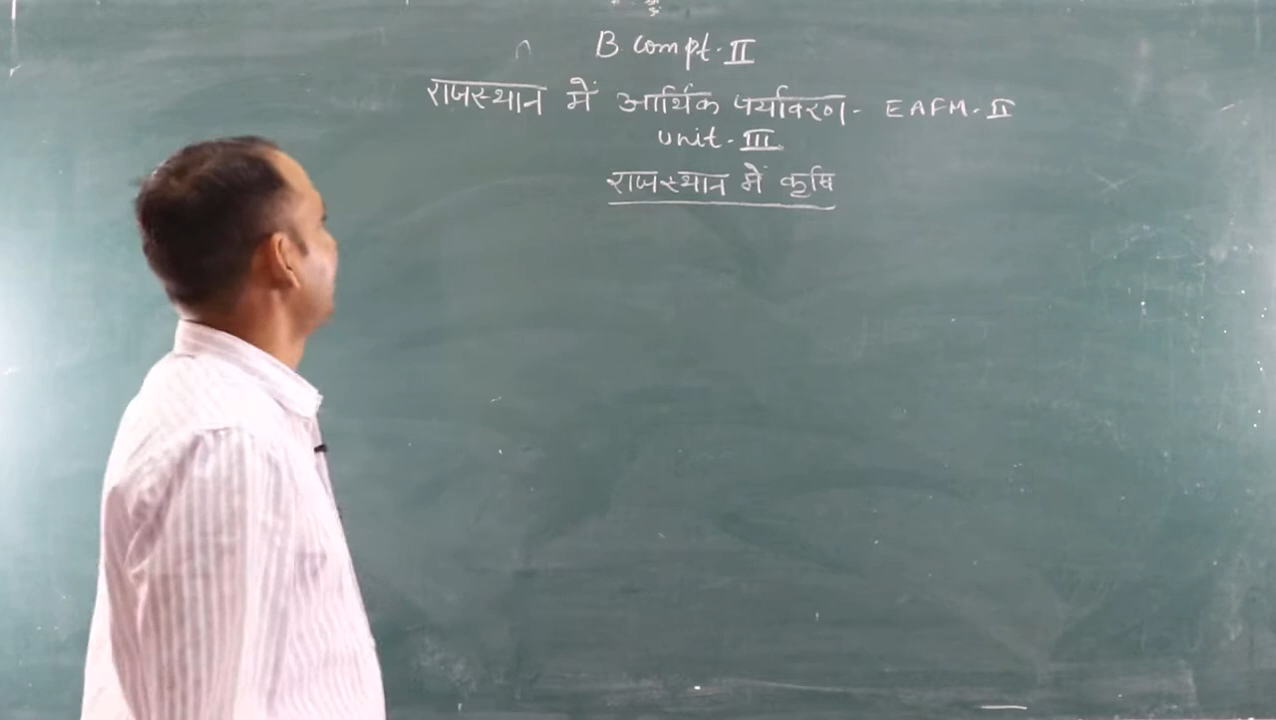 B compt. II
राजस्थान में आर्थिक पर्यावरण - EAFM - II
unit - III
राजस्थान में कृषि